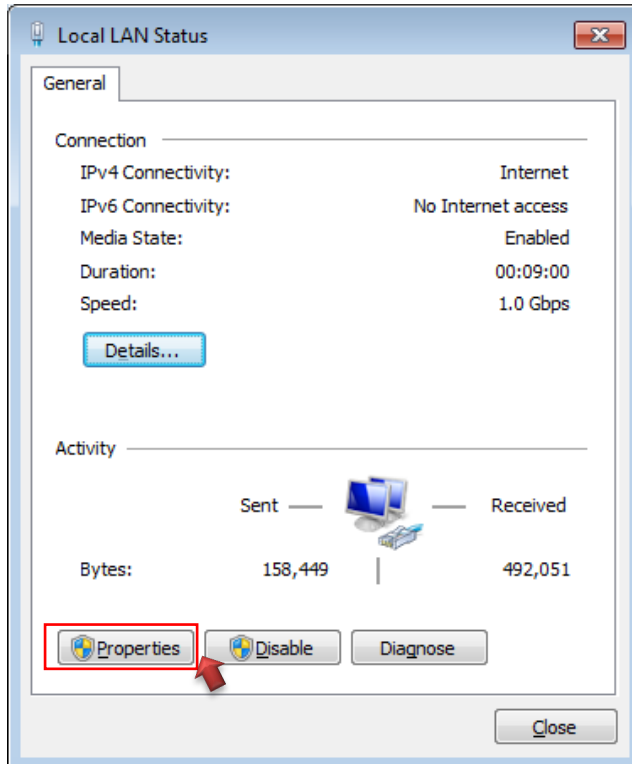 Local LAN Status
General
Connection
IPv4 Connectivity: Internet
IPv6 Connectivity: No Internet access
Media State: Enabled
Duration: 00:09:00
Speed: 1.0 Gbps
Details...
Activity
Sent Received
Bytes: 158,449 492,051
Properties Disable Diagnose
Close